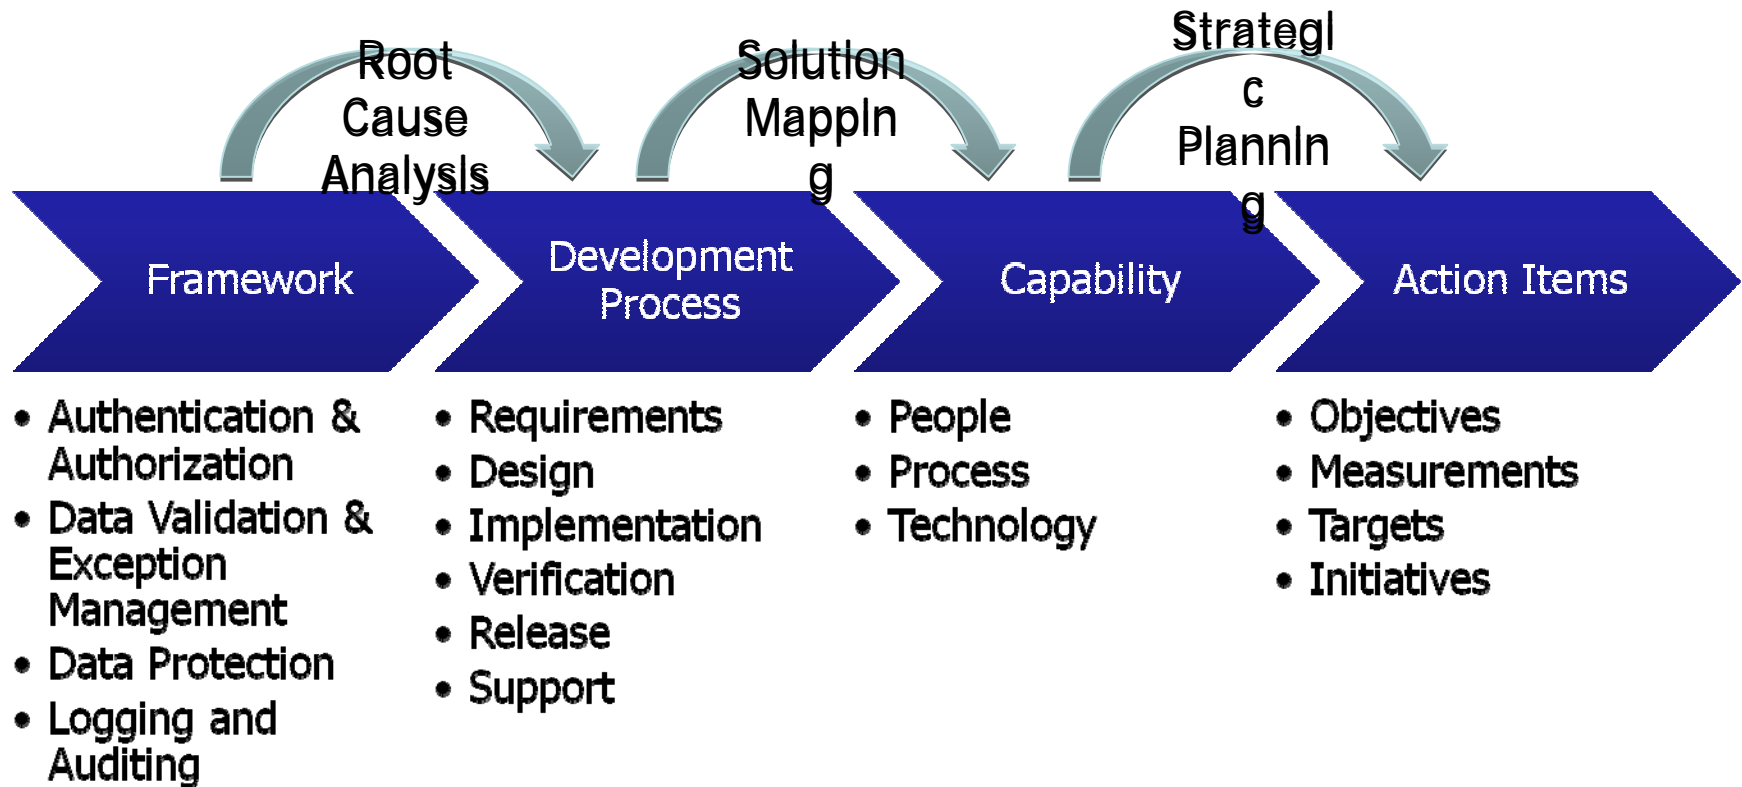 Root
Cause
Analysis
Solution
Mappin
g
Strategi
c
Plannin
g
Framework
Development
Process
Capability
Action Items
• Authentication &
Authorization
• Data Validation &
Exception
Management
• Data Protection
• Logging and
Auditing
• Requirements
• Design
• Implementation
• Verification
• Release
• Support
• People
• Process
• Technology
• Objectives
• Measurements
• Targets
• Initiatives